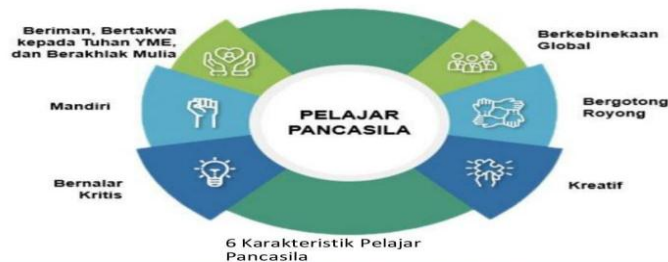 Beriman, Bertakwa
kepada Tuhan YME,
dan Berakhlak Mulia
Mandiri
Bernalar
Kritis
PELAJAR
PANCASILA
Berkebinekaan
Global
Bergotong
Royong
Kreatif
6 Karakteristik Pelajar
Pancasila